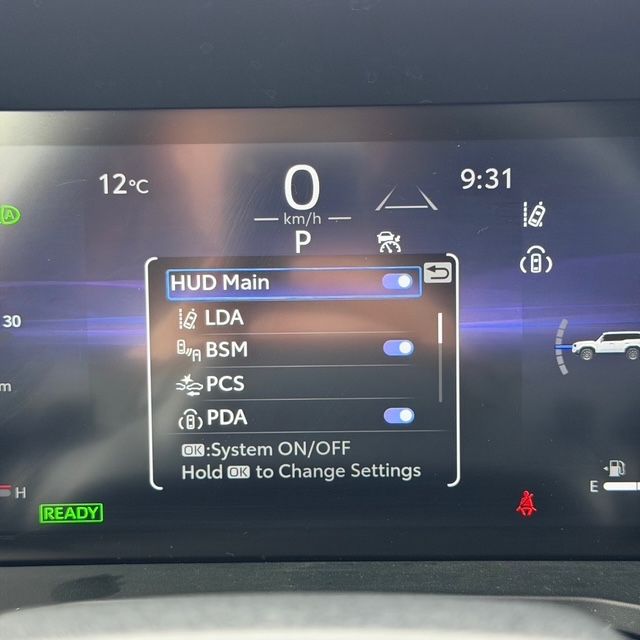 12°C
0
km/h
9:31
P
A
HUD Main
LDA
BSM
PCS
PDA
OK:System ON/OFF
Hold OK to Change Settings
30
m
H
READY
E